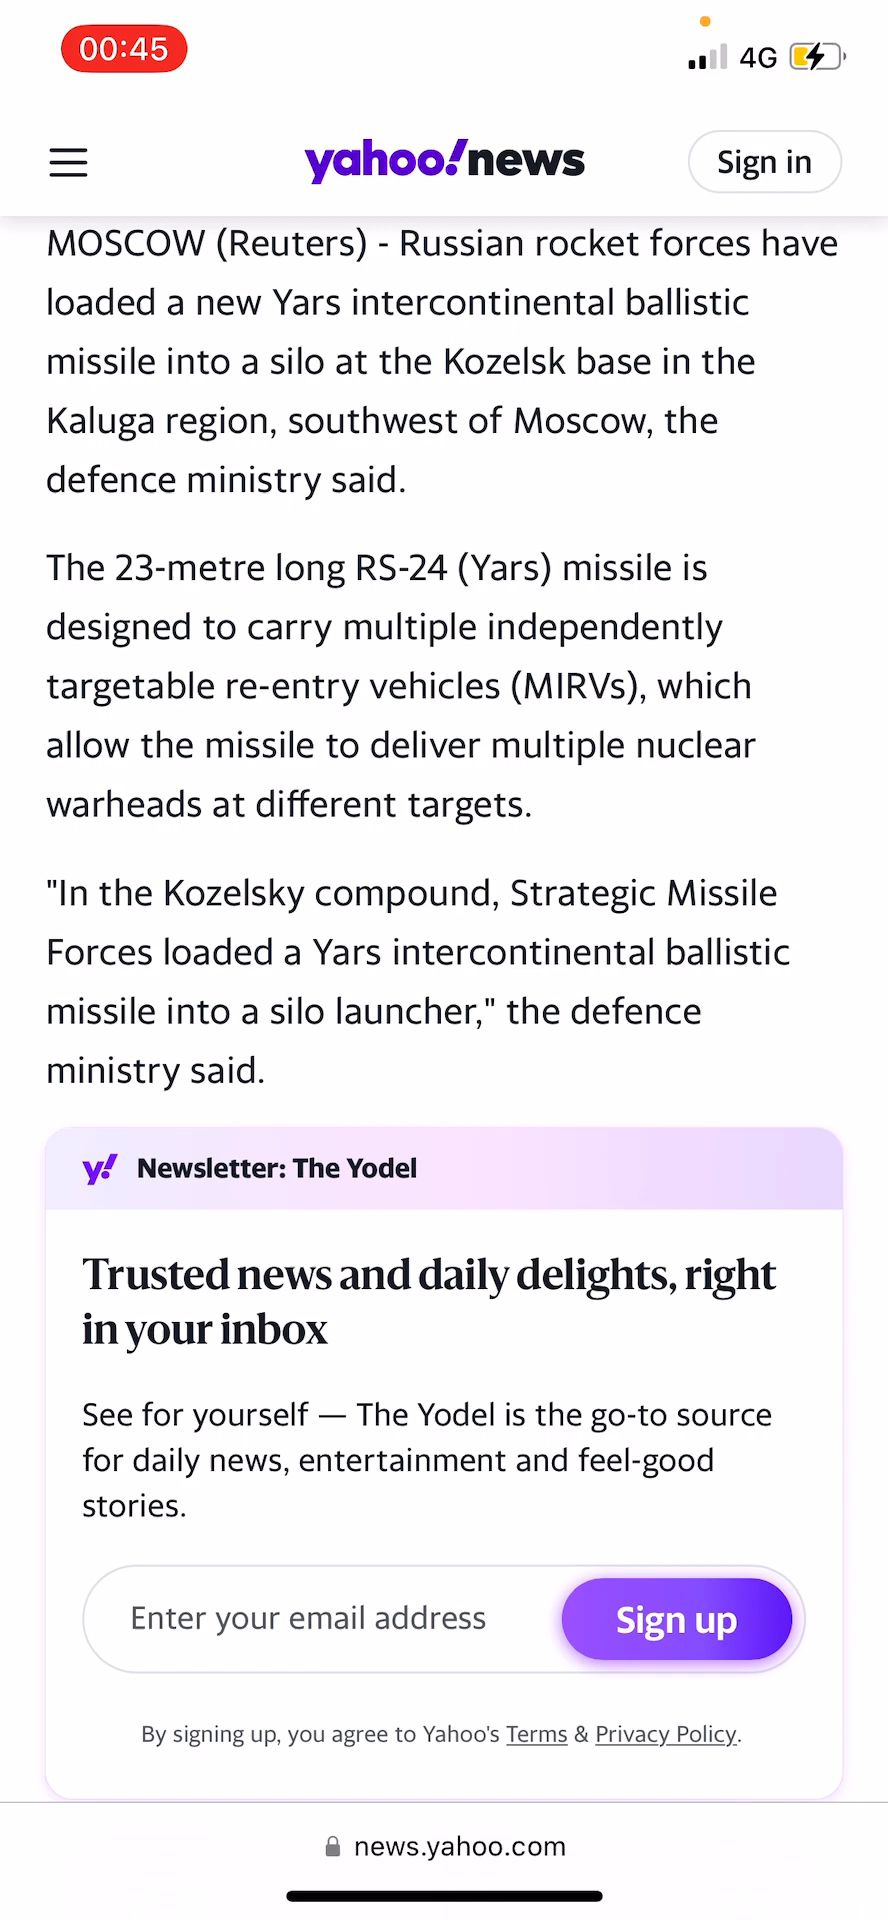 00:45
4G
yahoo!news
Sign in
MOSCOW (Reuters) - Russian rocket forces have
loaded a new Yars intercontinental ballistic
missile into a silo at the Kozelsk base in the
Kaluga region, southwest of Moscow, the
defence ministry said.
The 23-metre long RS-24 (Yars) missile is
designed to carry multiple independently
targetable re-entry vehicles (MIRVs), which
allow the missile to deliver multiple nuclear
warheads at different targets.
"In the Kozelsky compound, Strategic Missile
Forces loaded a Yars intercontinental ballistic
missile into a silo launcher," the defence
ministry said.
y! Newsletter: The Yodel
Trusted news and daily delights, right
in your inbox
See for yourself — The Yodel is the go-to source
for daily news, entertainment and feel-good
stories.
Enter your email address
Sign up
By signing up, you agree to Yahoo's Terms & Privacy Policy.
news.yahoo.com